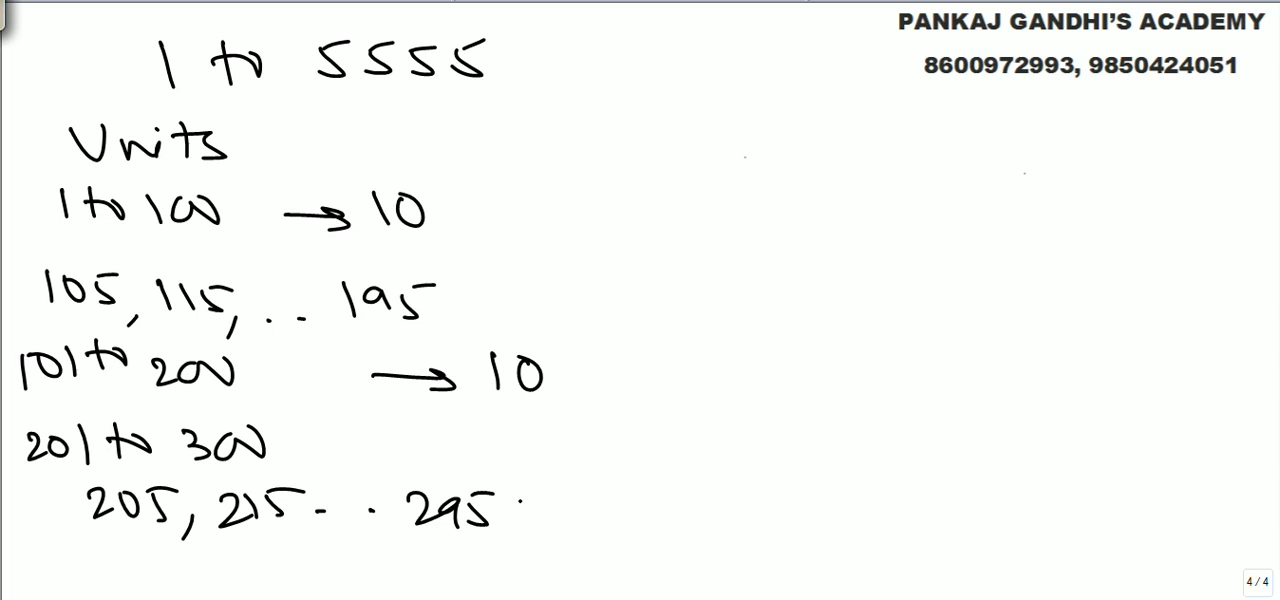 PANKAJ GANDHI'S ACADEMY
8600972993, 9850424051
1 to 5555
Units
1 to 100 → 10
105, 115, .. 195
101 to 200 → 10
201 to 300
205, 215 - . 295 .
4 / 4